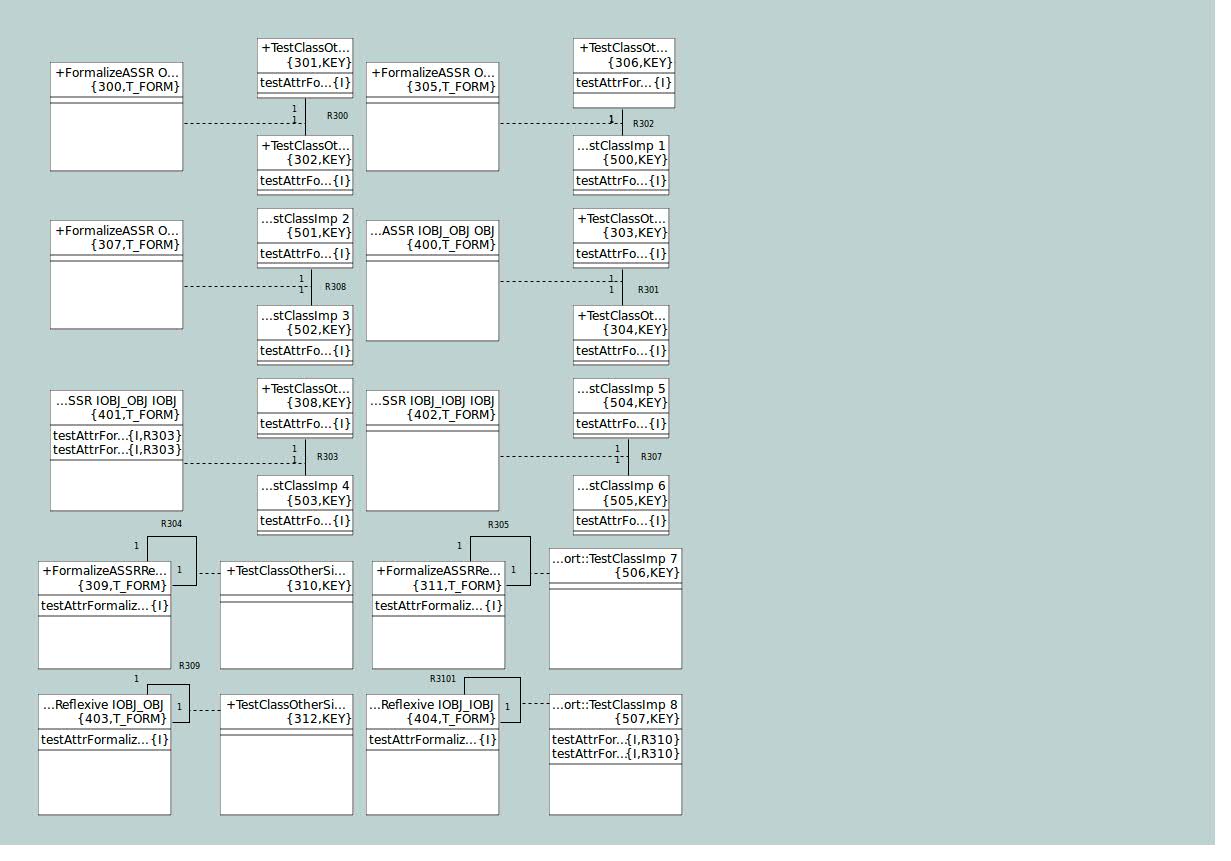 +FormalizeASSR O...
{300,T_FORM}
+TestClassOt...
{301,KEY}
testAttrFo...{I}
1
1
R300
+TestClassOt...
{302,KEY}
testAttrFo...{I}
+FormalizeASSR O...
{305,T_FORM}
+TestClassOt...
{306,KEY}
testAttrFor...{I}
1
R302
...stClassImp 1
{500,KEY}
testAttrFo...{I}
+FormalizeASSR O...
{307,T_FORM}
...stClassImp 2
{501,KEY}
testAttrFo...{I}
1
1
R308
...stClassImp 3
{502,KEY}
testAttrFo...{I}
...ASSR IOBJ_OBJ OBJ
{400,T_FORM}
+TestClassOt...
{303,KEY}
testAttrFo...{I}
1
1
R301
+TestClassOt...
{304,KEY}
testAttrFo...{I}
...SSR IOBJ_OBJ IOBJ
{401,T_FORM}
testAttrFor...{I,R303}
testAttrFor...{I,R303}
+TestClassOt...
{308,KEY}
testAttrFo...{I}
1
1
R303
...stClassImp 4
{503,KEY}
testAttrFo...{I}
...SSR IOBJ_IOBJ IOBJ
{402,T_FORM}
...stClassImp 5
{504,KEY}
testAttrFo...{I}
1
1
R307
...stClassImp 6
{505,KEY}
testAttrFo...{I}
R304
1
1
+FormalizeASSRRe...
{309,T_FORM}
testAttrFormaliz...{I}
+TestClassOtherSi...
{310,KEY}
R305
1
1
+FormalizeASSRRe...
{311,T_FORM}
testAttrFormaliz...{I}
...ort::TestClassImp 7
{506,KEY}
R309
1
1
...Reflexive IOBJ_OBJ
{403,T_FORM}
testAttrFormaliz...{I}
+TestClassOtherSi...
{312,KEY}
R3101
1
...Reflexive IOBJ_IOBJ
{404,T_FORM}
testAttrFormaliz...{I}
...ort::TestClassImp 8
{507,KEY}
testAttrFor...{I,R310}
testAttrFor...{I,R310}